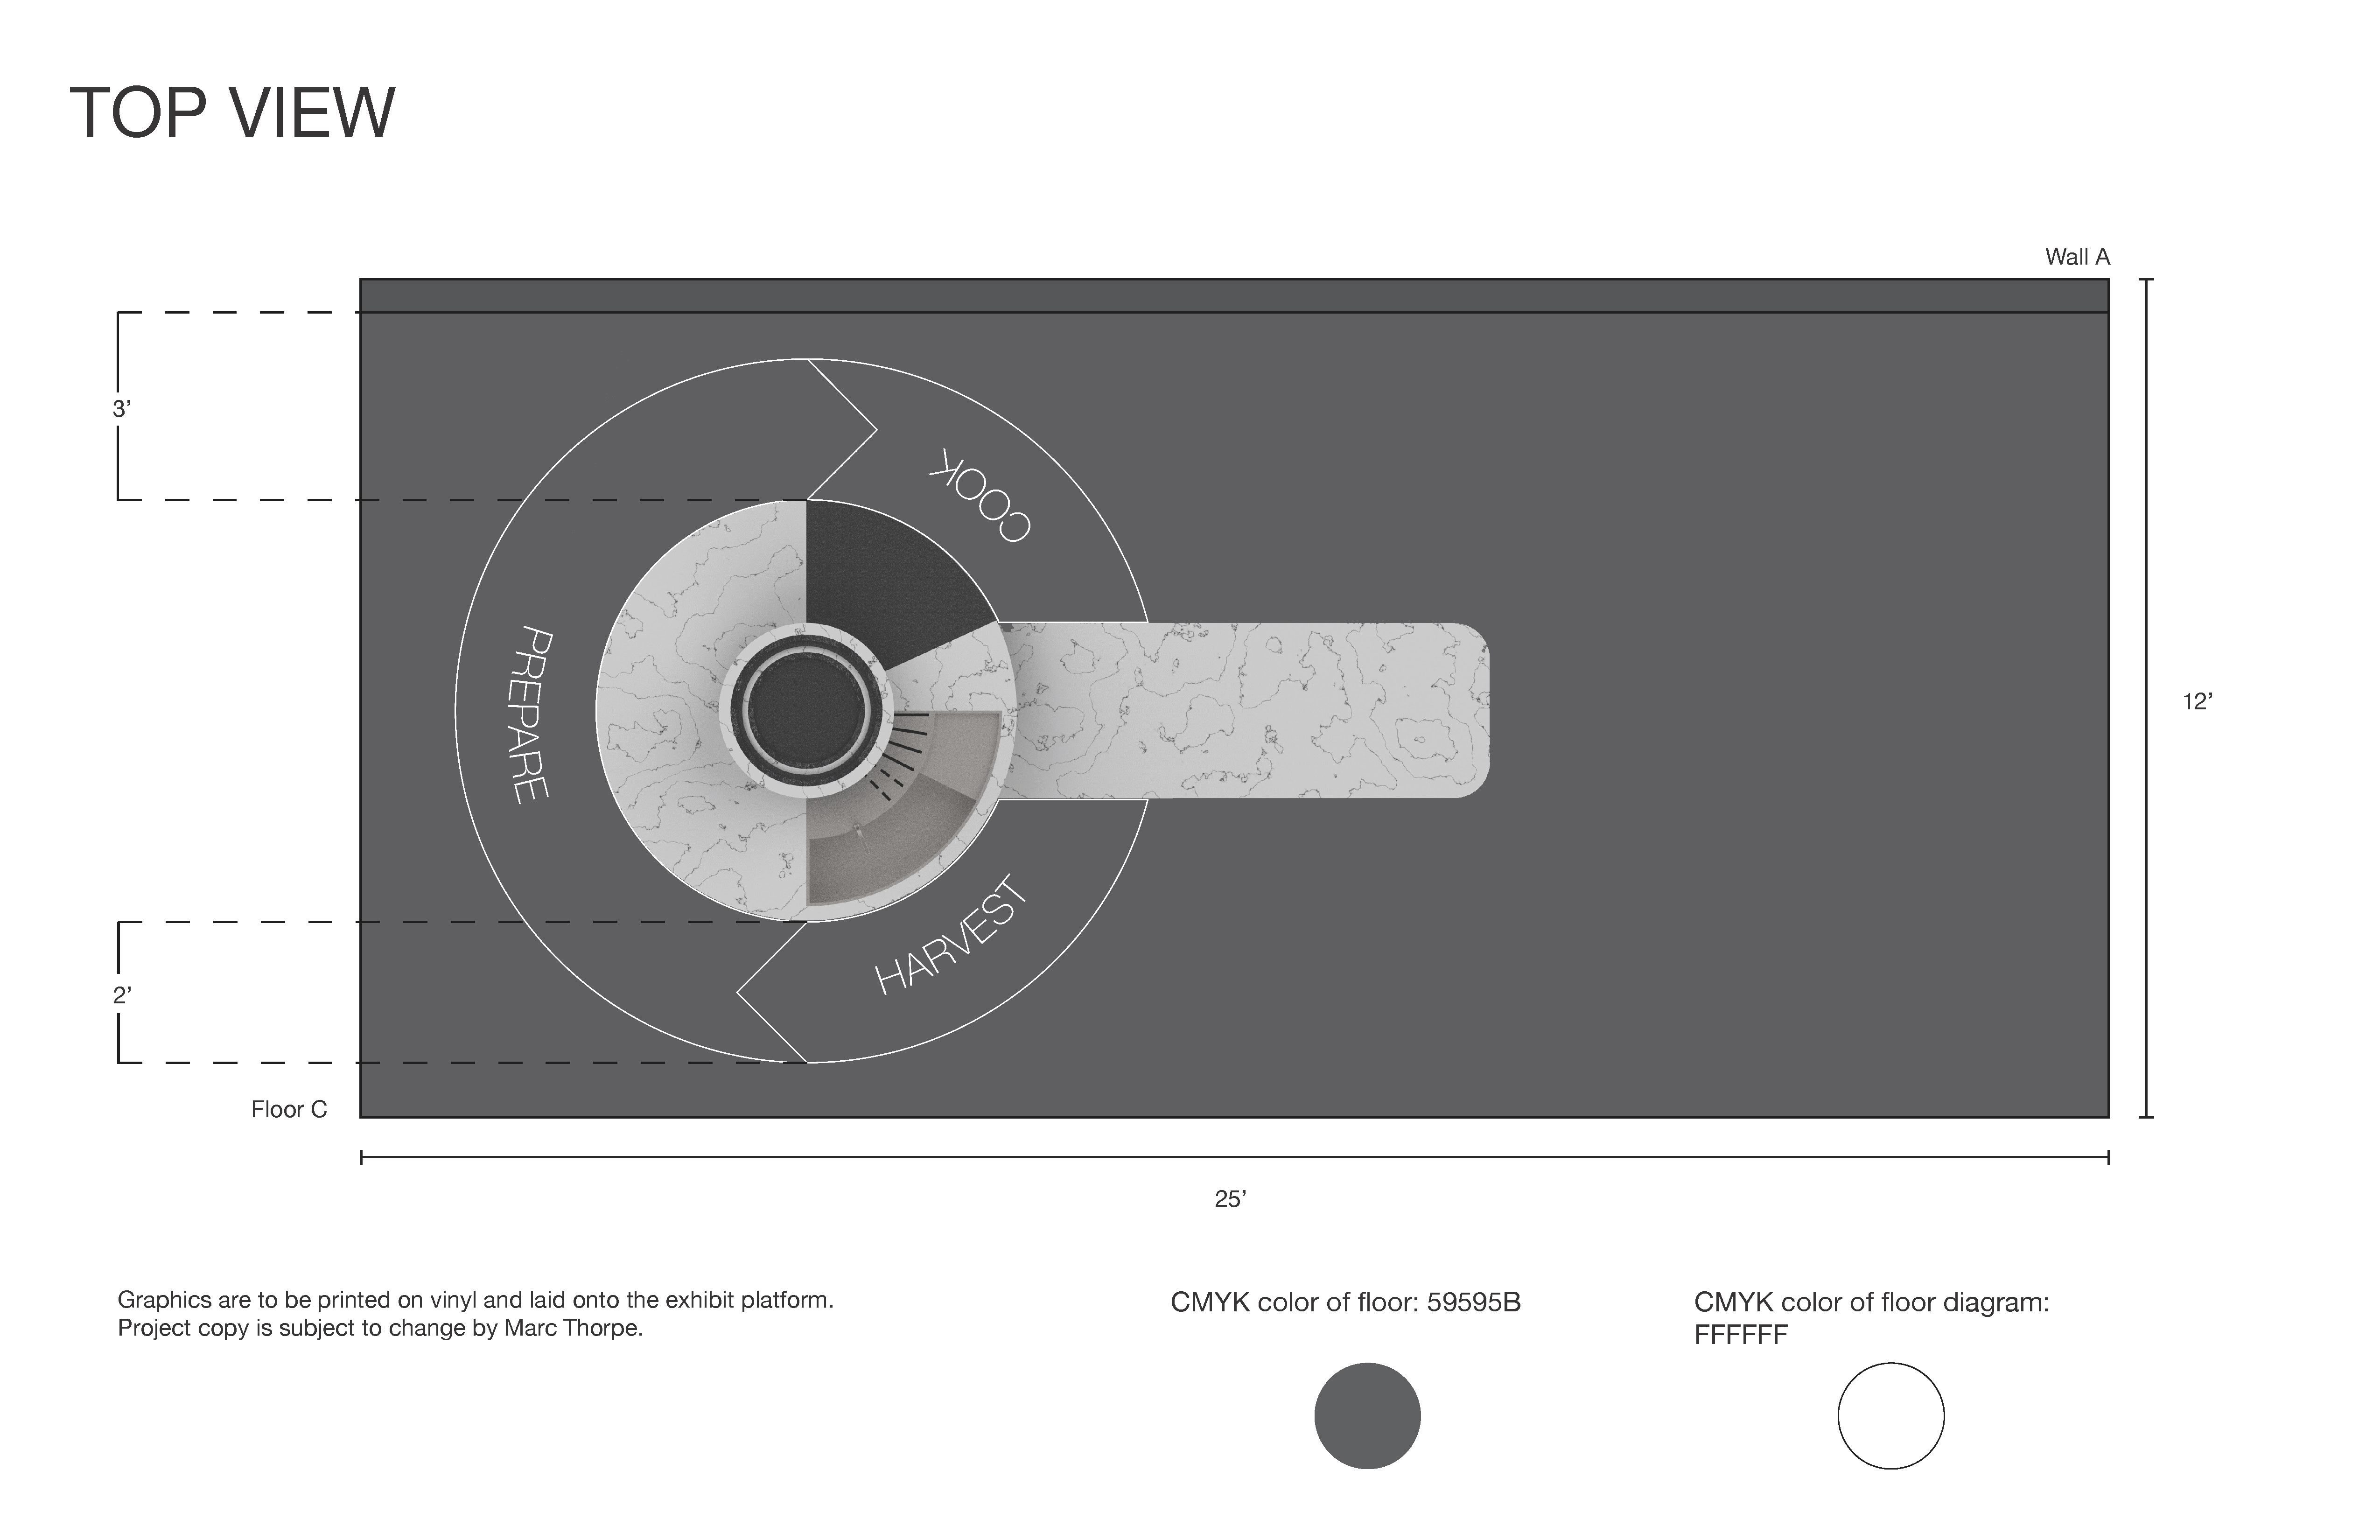 TOP VIEW
Wall A
3’
COOK
PREPARE
12’
HARVEST
2’
Floor C
25’
Graphics are to be printed on vinyl and laid onto the exhibit platform.
Project copy is subject to change by Marc Thorpe.
CMYK color of floor: 59595B
CMYK color of floor diagram:
FFFFFF